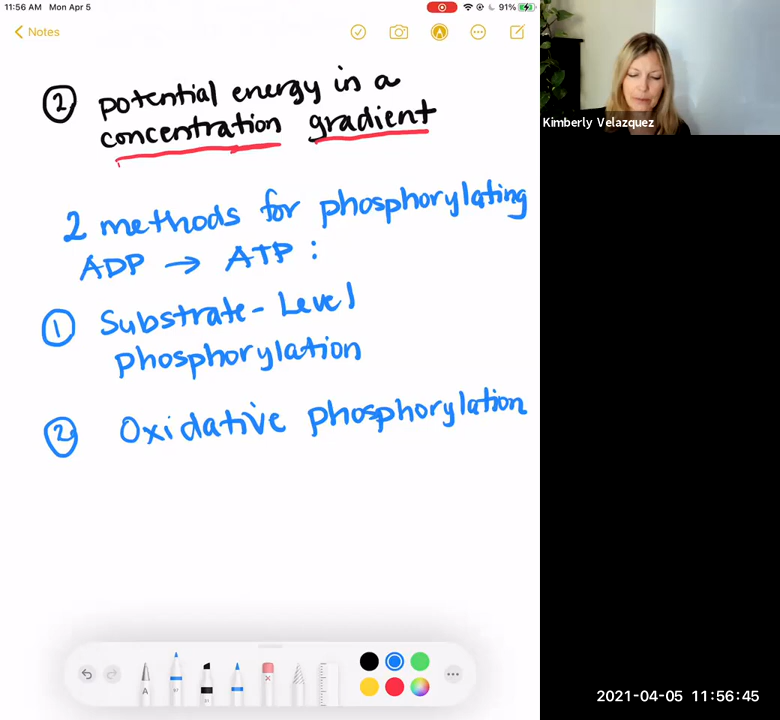 11:56 AM Mon Apr 5
91%
Notes
② potential energy in a
concentration gradient
2 methods for phosphorylating
ADP → ATP :
① Substrate-Level
phosphorylation
② Oxidative phosphorylation
Kimberly Velazquez
2021-04-05 11:56:45